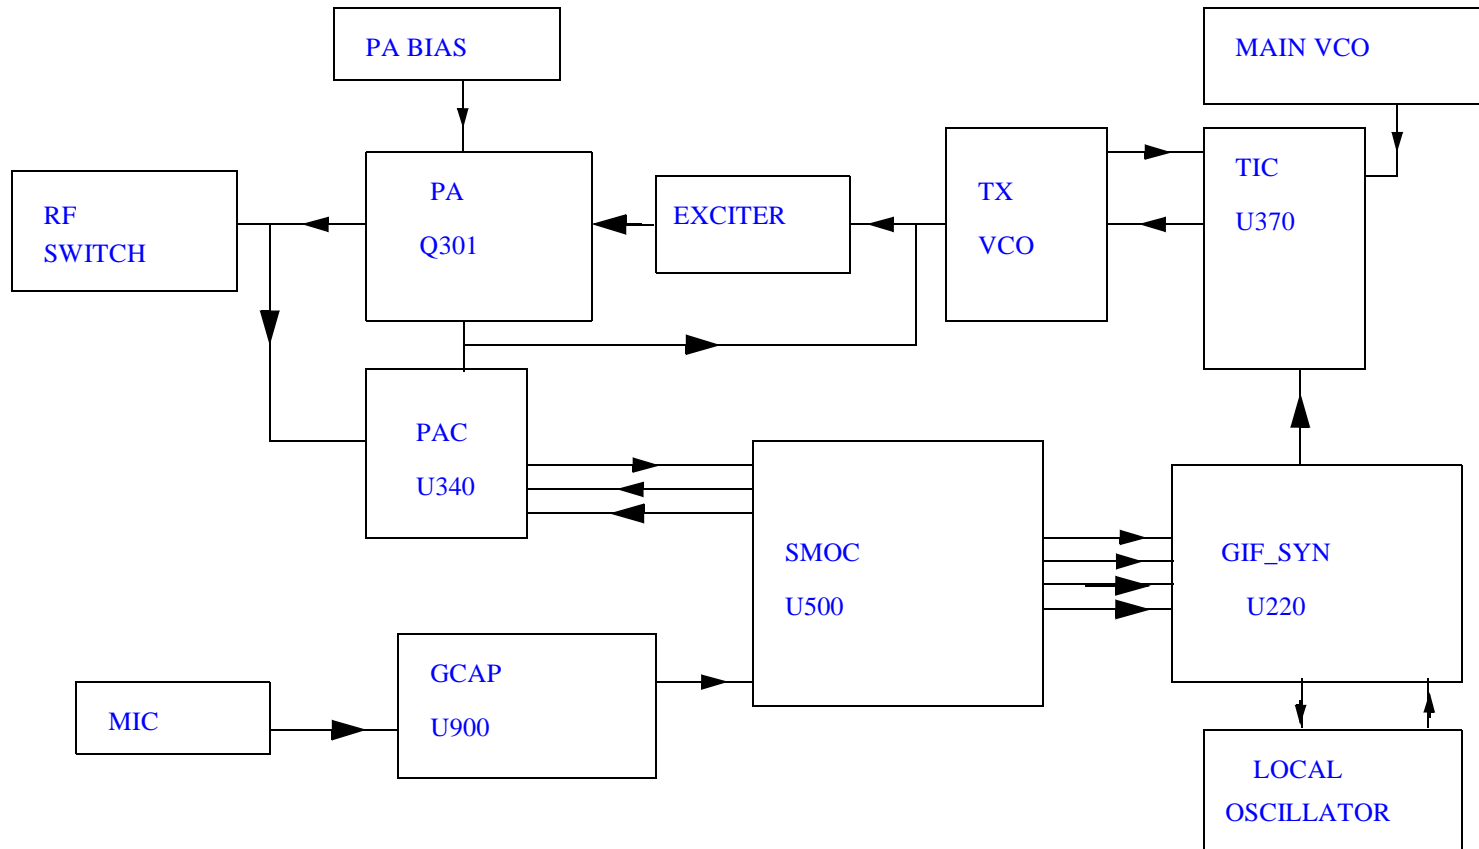 PA BIAS
MAIN VCO
RF
SWITCH
PA
Q301
EXCITER
TX
VCO
TIC
U370
PAC
U340
SMOC
U500
GIF_SYN
U220
MIC
GCAP
U900
LOCAL
OSCILLATOR